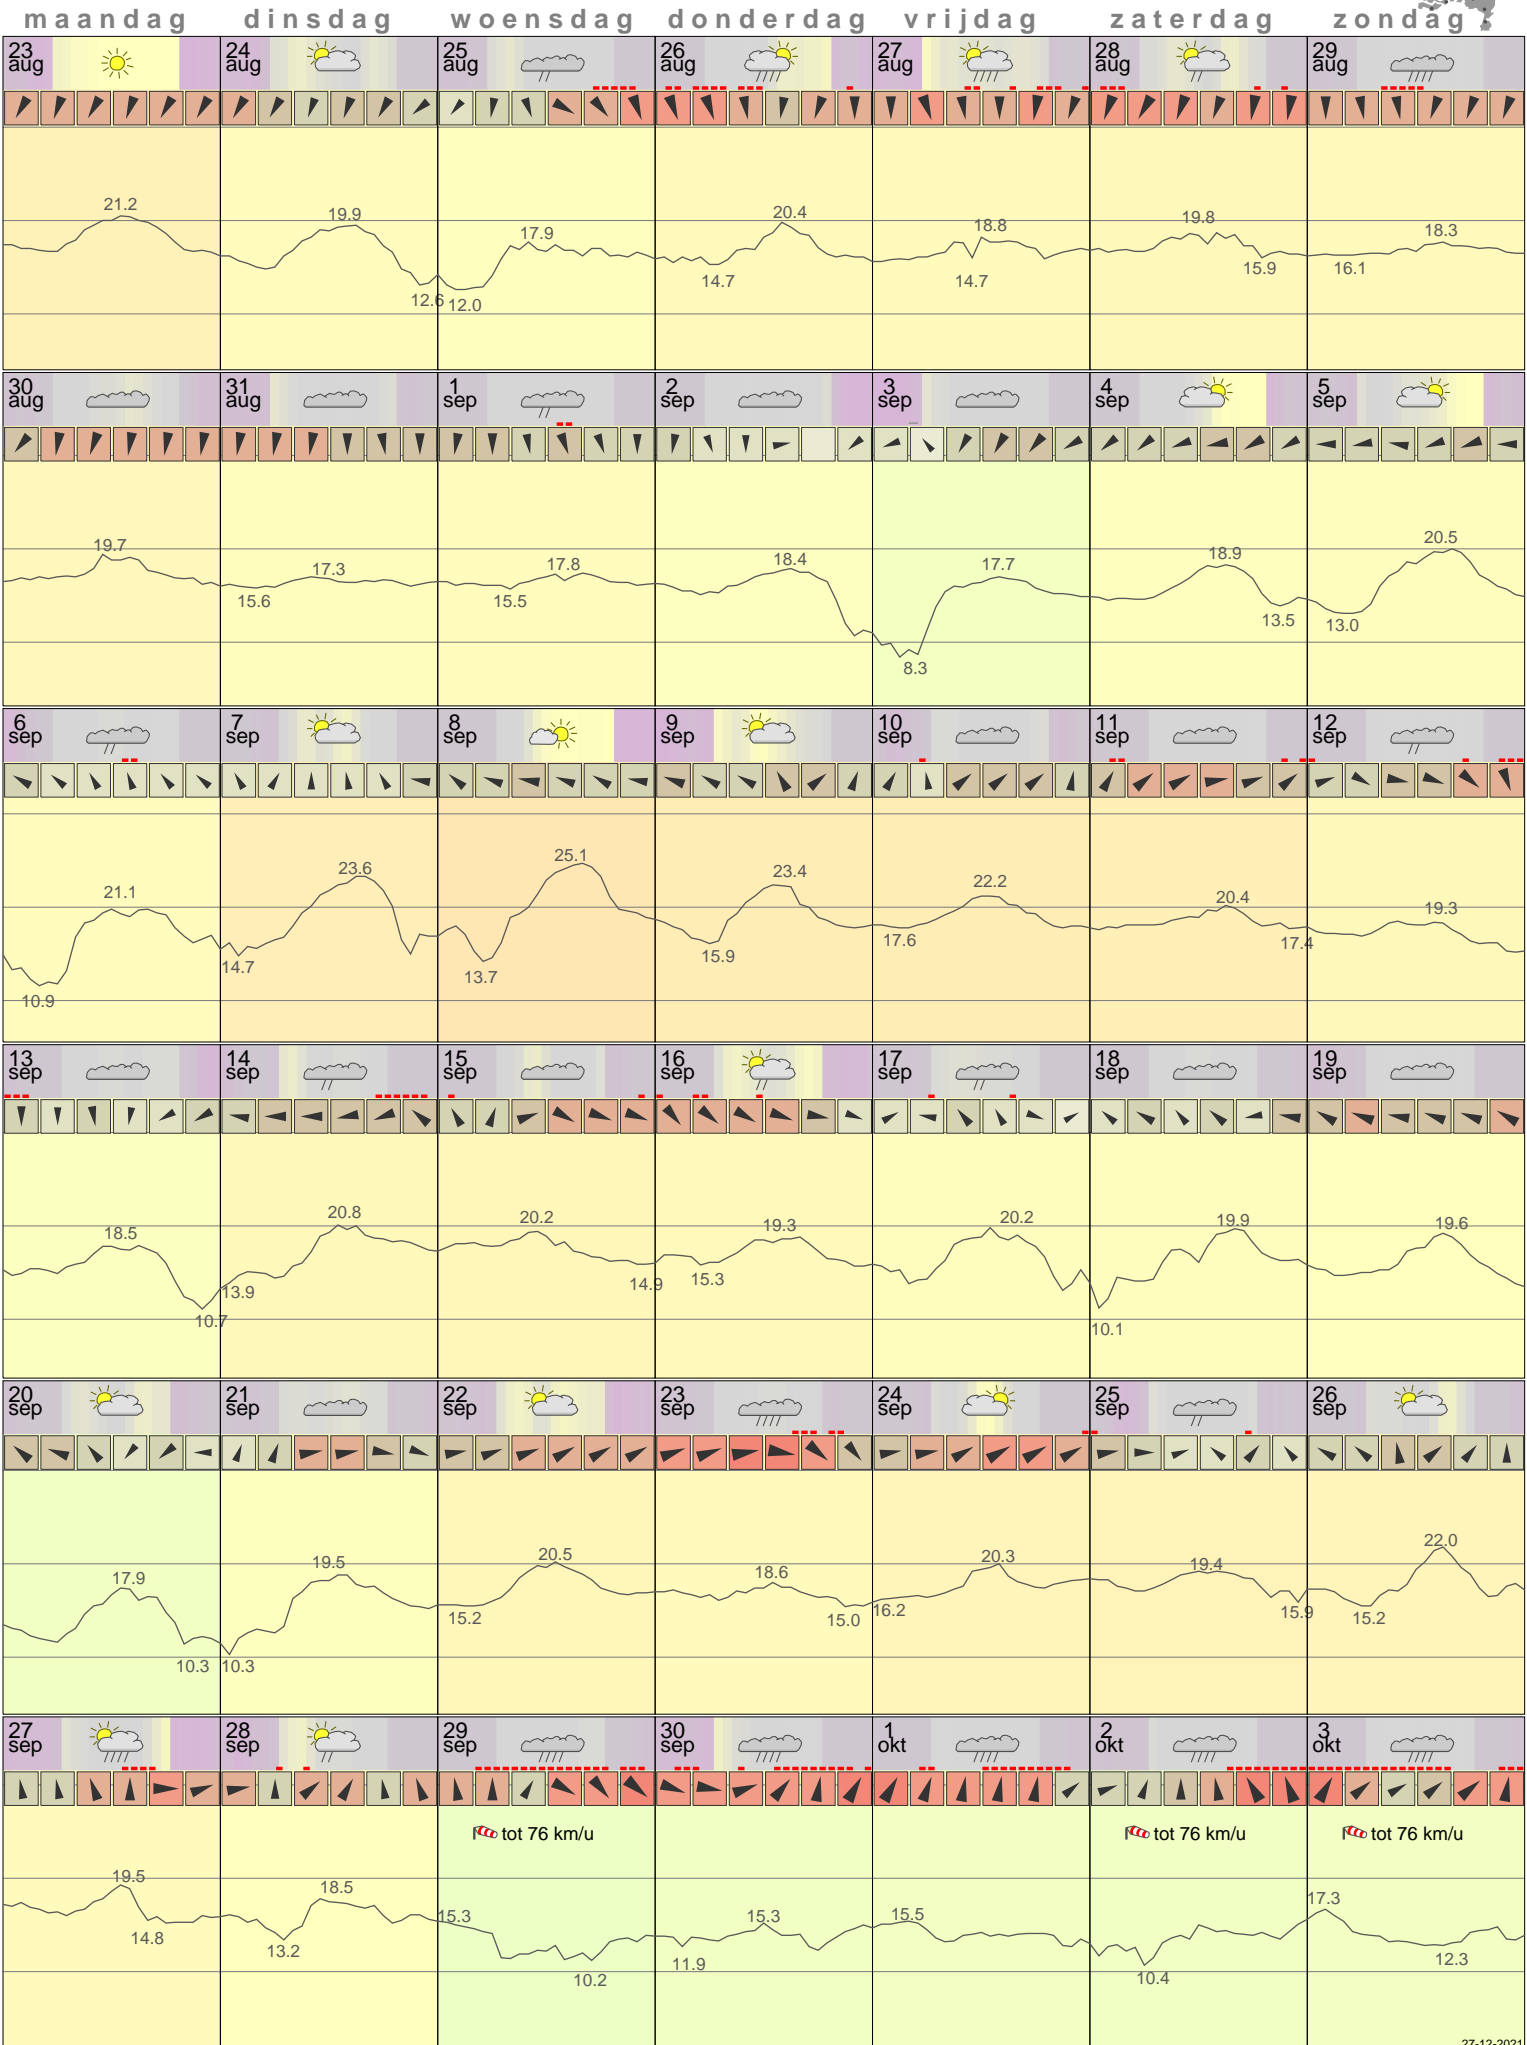 maandag dinsdag woensdag donderdag vrijdag zaterdag zondag
23 24 25 26 27 28 29
aug aug aug aug aug aug aug
21.2 19.9 17.9 20.4 18.8 19.8 18.3
12.6 12.0 14.7 14.7 15.9 16.1
30 31 1 2 3 4 5
aug aug sep sep sep sep sep
19.7 17.3 17.8 18.4 17.7 18.9 20.5
15.6 15.5 8.3 13.5 13.0
6 7 8 9 10 11 12
sep sep sep sep sep sep sep
21.1 23.6 25.1 23.4 22.2 20.4 19.3
10.9 14.7 13.7 15.9 17.6 17.4
13 14 15 16 17 18 19
sep sep sep sep sep sep sep
18.5 20.8 20.2 19.3 20.2 19.9 19.6
10.7 13.9 14.9 15.3 10.1
20 21 22 23 24 25 26
sep sep sep sep sep sep sep
17.9 19.5 20.5 18.6 20.3 19.4 22.0
10.3 10.3 15.2 15.0 16.2 15.9 15.2
27 28 29 30 1 2 3
sep sep sep sep okt okt okt
tot 76 km/u tot 76 km/u tot 76 km/u
19.5 18.5 15.3 15.3 15.5 17.3
14.8 13.2 10.2 11.9 10.4 12.3
27-12-2021